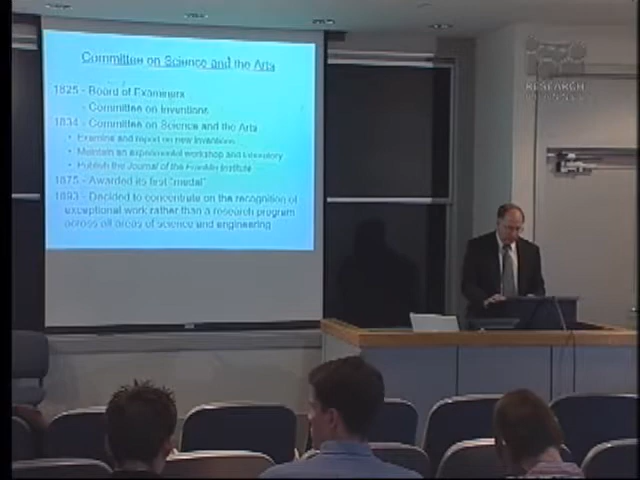 Committee on Science and the Arts
1825 - Board of Examiners
- Committee on Inventions
1834 - Committee on Science and the Arts
• Examine and report on new inventions
• Maintain an experimental workshop and laboratory
• Publish the Journal of the Franklin Institute
1875 - Awarded its first "medal"
1893 - Decided to concentrate on the recognition of
exceptional work rather than a research program
across all areas of science and engineering
RESEARCH